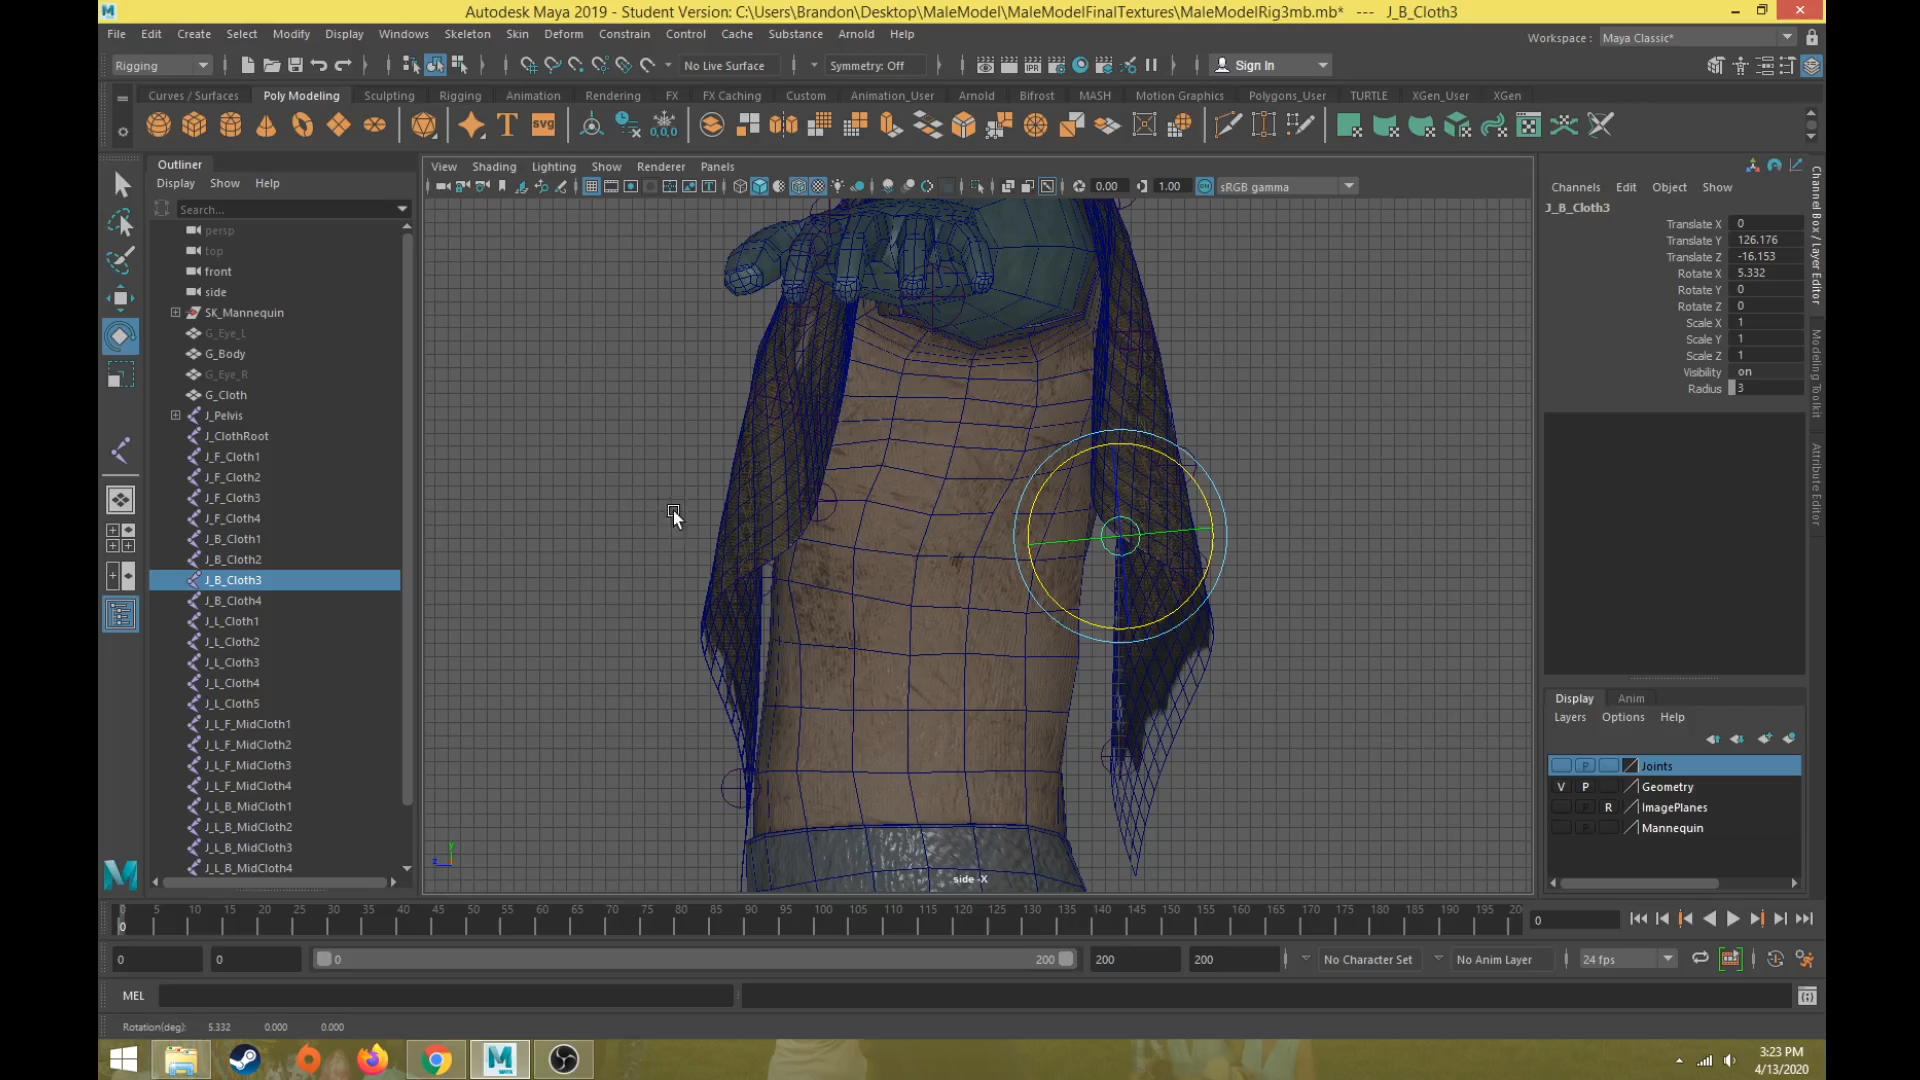 Autodesk Maya 2019 - Student Version: C:\Users\Brandon\Desktop\MaleModel\MaleModelFinalTextures\MaleModelRig3mb.mb* --- J_B_Cloth3
File Edit Create Select Modify Display Windows Skeleton Skin Deform Constrain Control Cache Substance Arnold Help
Workspace : Maya Classic*
Rigging No Live Surface Symmetry: Off Sign In
Curves / Surfaces Poly Modeling Sculpting Rigging Animation Rendering FX FX Caching Custom Animation_User Arnold Bifrost MASH Motion Graphics Polygons_User TURTLE XGen_User XGen
Outliner
Display Show Help
Search...
persp
top
front
side
SK_Mannequin
G_Eye_L
G_Body
G_Eye_R
G_Cloth
J_Pelvis
J_ClothRoot
J_F_Cloth1
J_F_Cloth2
J_F_Cloth3
J_F_Cloth4
J_B_Cloth1
J_B_Cloth2
J_B_Cloth3
J_B_Cloth4
J_L_Cloth1
J_L_Cloth2
J_L_Cloth3
J_L_Cloth4
J_L_Cloth5
J_L_F_MidCloth1
J_L_F_MidCloth2
J_L_F_MidCloth3
J_L_F_MidCloth4
J_L_B_MidCloth1
J_L_B_MidCloth2
J_L_B_MidCloth3
J_L_B_MidCloth4
View Shading Lighting Show Renderer Panels
0.00 1.00 sRGB gamma
side -X
Channels Edit Object Show
J_B_Cloth3
Translate X 0
Translate Y 126.176
Translate Z -16.153
Rotate X 5.332
Rotate Y 0
Rotate Z 0
Scale X 1
Scale Y 1
Scale Z 1
Visibility on
Radius 3
Channel Box / Layer Editor
Modeling Toolkit
Attribute Editor
Display Anim
Layers Options Help
P Joints
V P Geometry
R ImagePlanes
P Mannequin
0 5 10 15 20 25 30 35 40 45 50 55 60 65 70 75 80 85 90 95 100 105 110 115 120 125 130 135 140 145 150 155 160 165 170 175 180 185 190 195 20
0 0
0 0 0 200 200 200 No Character Set No Anim Layer 24 fps
MEL
Rotation(deg): 5.332 0.000 0.000
3:23 PM
4/13/2020